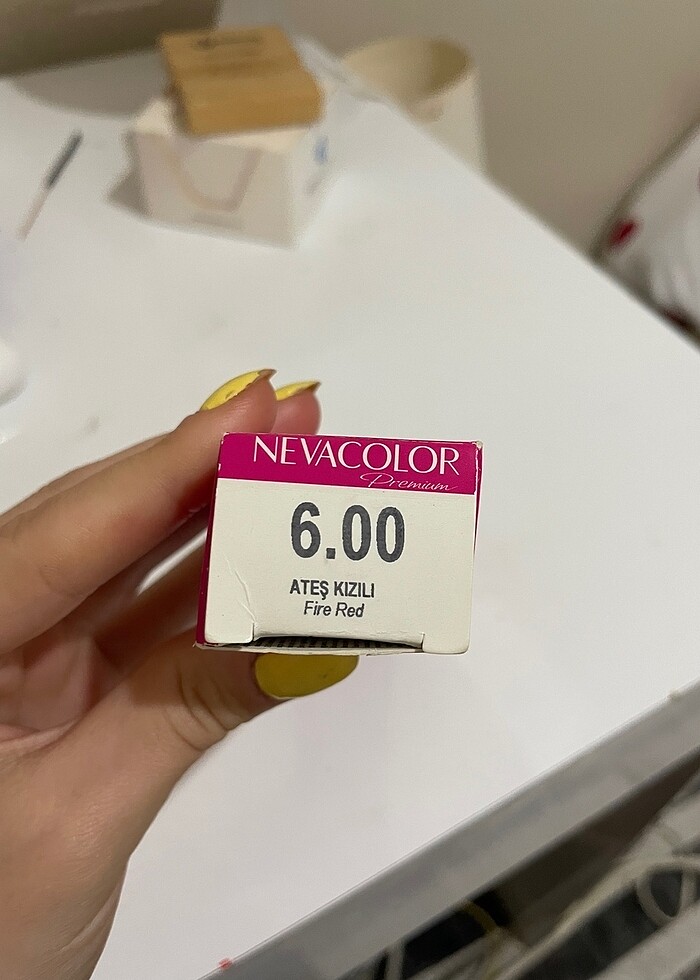 NEVACOLOR
Premium
6.00
ATEŞ KIZILI
Fire Red